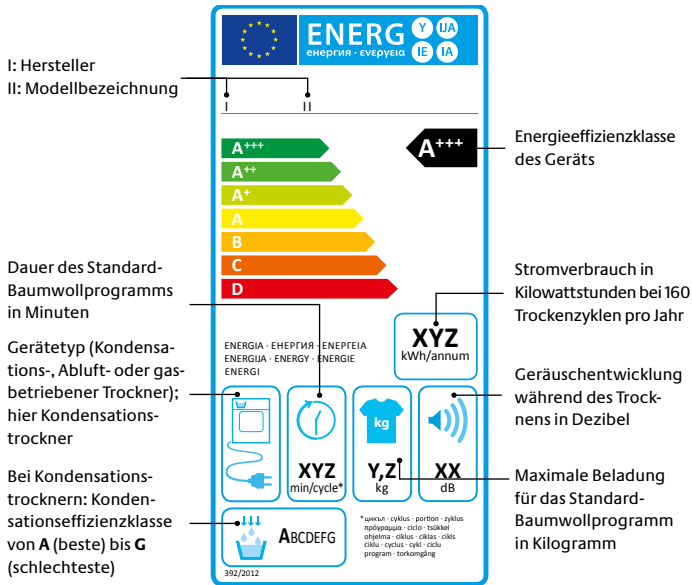 ENERG
енергия · ενεργεια
Y IJA
IE IA
I: Hersteller
II: Modellbezeichnung
I II
A+++
A++
A+
A
B
C
D
A+++
Energieeffizienzklasse
des Geräts
Dauer des Standard-
Baumwollprogramms
in Minuten
Stromverbrauch in
Kilowattstunden bei 160
Trockenzyklen pro Jahr
XYZ
kWh/annum
ENERGIA · ЕНЕРГИЯ · ΕΝΕΡΓΕΙΑ
ENERGIJA · ENERGY · ENERGIE
ENERGI
Gerätetyp (Kondensa-
tions-, Abluft- oder gas-
betriebener Trockner);
hier Kondensations-
trockner
Geräuschentwicklung
während des Trock-
nens in Dezibel
XYZ
min/cycle*
kg
Y,Z
kg
XX
dB
Bei Kondensations-
trocknern: Konden-
sationseffizienzklasse
von A (beste) bis G
(schlechteste)
Maximale Beladung
für das Standard-
Baumwollprogramm
in Kilogramm
ABCDEFG
* цикъл · cyklus · portion · zyklus
πρόγραμμα · ciclo · tsükkel
ohjelma · ciklus · ciklas · cikls
ċiklu · cyclus · cykl · ciclu
program · torkomgång
392/2012